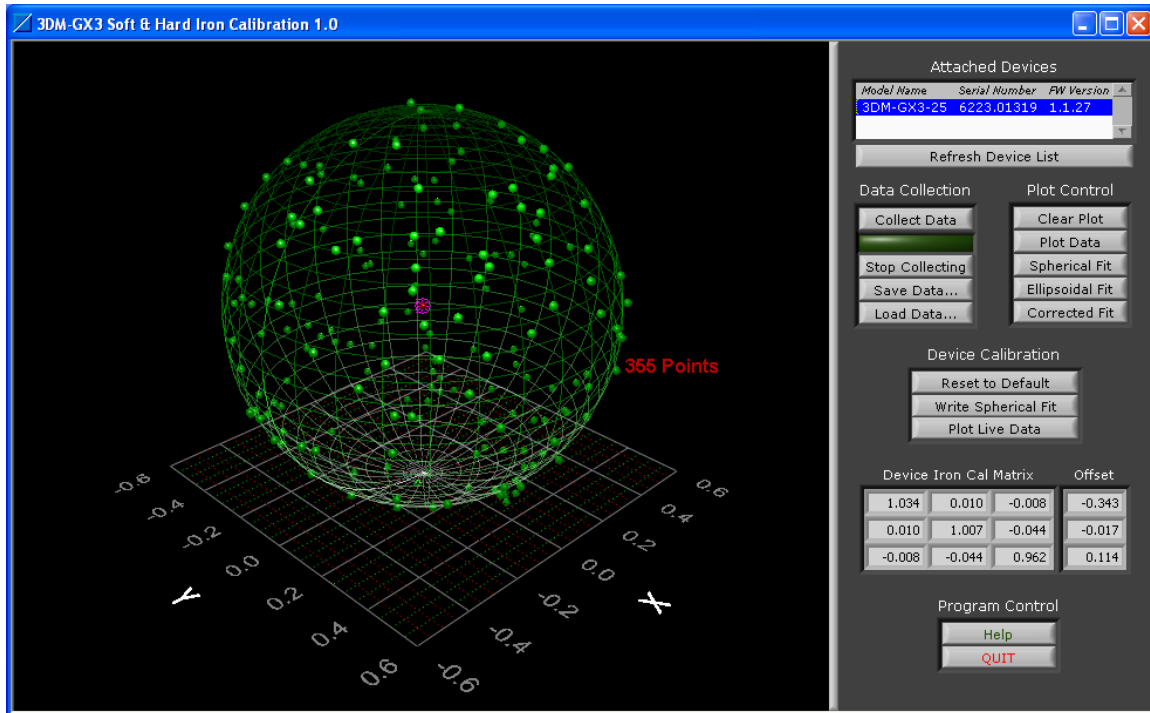 3DM-GX3 Soft & Hard Iron Calibration 1.0
355 Points
-0.6
-0.4
-0.2
0.0
0.2
0.4
0.6
Y
0.6
0.4
0.2
0.0
-0.2
-0.4
-0.6
X
Attached Devices
Model Name Serial Number FW Version
3DM-GX3-25 6223.01319 1.1.27
Refresh Device List
Data Collection
Collect Data
Stop Collecting
Save Data...
Load Data...
Plot Control
Clear Plot
Plot Data
Spherical Fit
Ellipsoidal Fit
Corrected Fit
Device Calibration
Reset to Default
Write Spherical Fit
Plot Live Data
Device Iron Cal Matrix Offset
1.034 0.010 -0.008 -0.343
0.010 1.007 -0.044 -0.017
-0.008 -0.044 0.962 0.114
Program Control
Help
QUIT